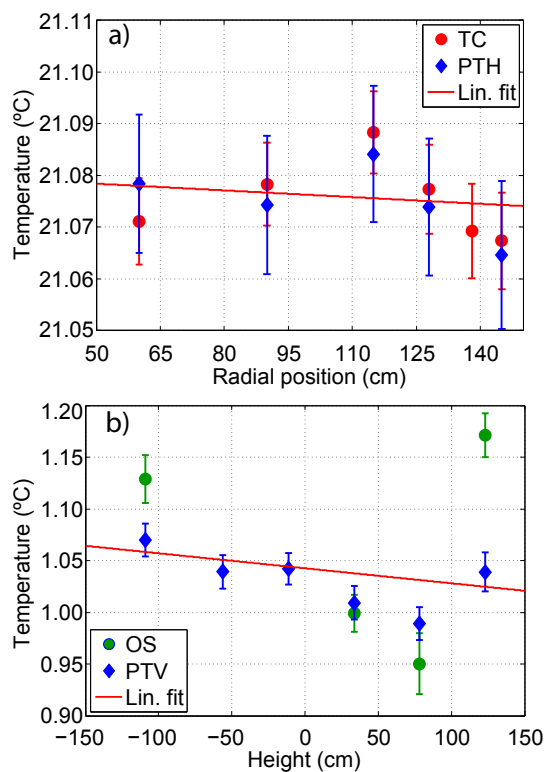 a)
21.11
21.10
21.09
21.08
21.07
21.06
21.05
Temperature (ºC)
TC
PTH
Lin. fit
50 65 80 95 110 125 140
Radial position (cm)
b)
1.20
1.15
1.10
1.05
1.00
0.95
0.90
Temperature (ºC)
OS
PTV
Lin. fit
−150 −100 −50 0 50 100 150
Height (cm)